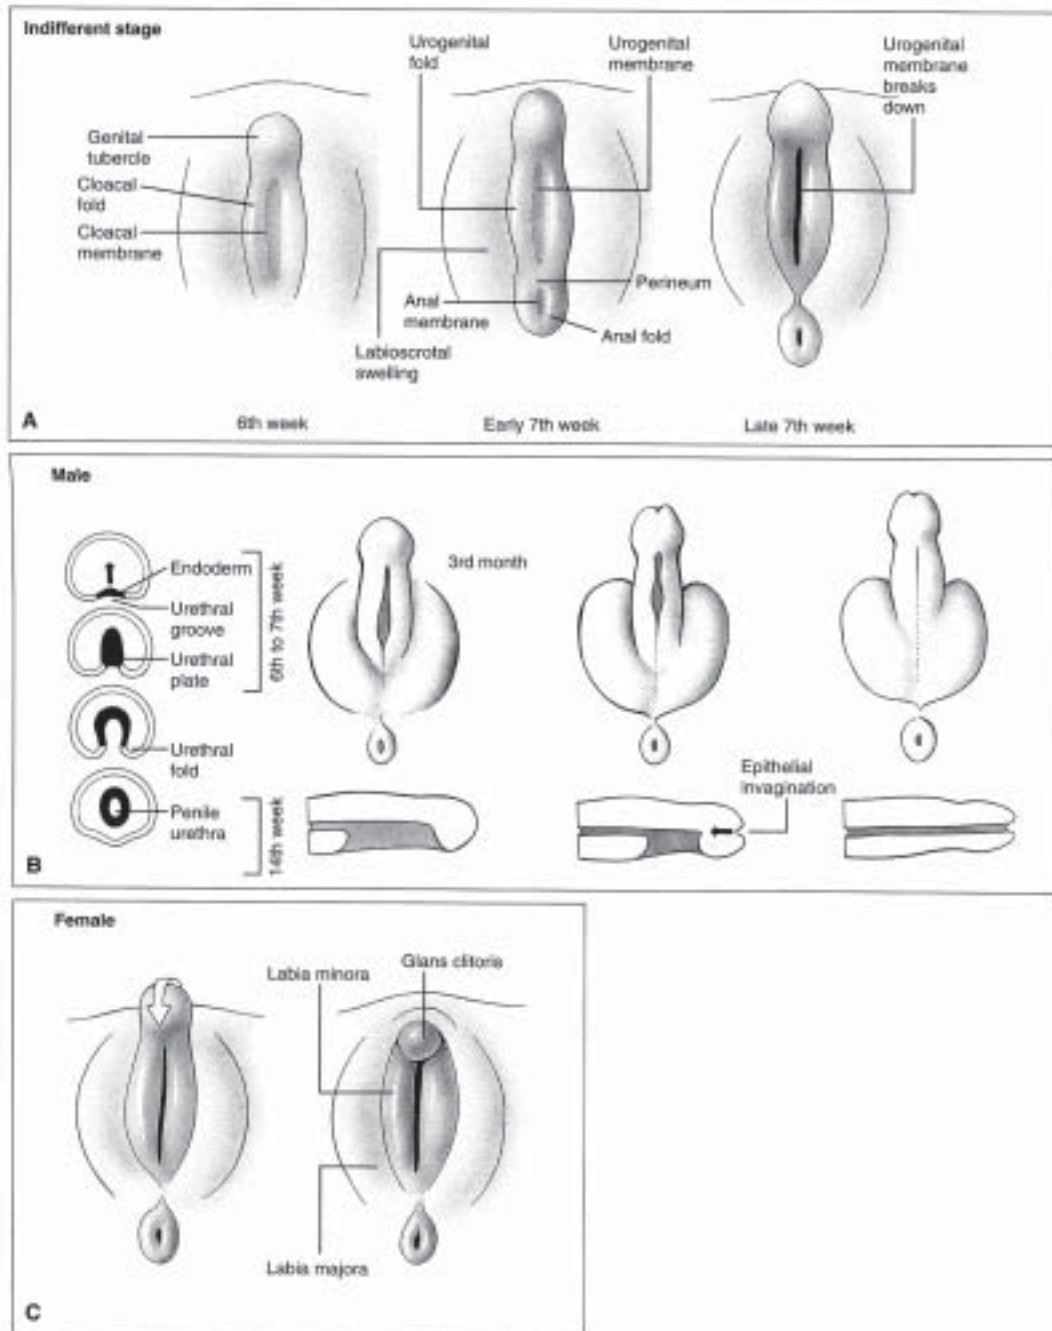 Indifferent stage
Urogenital
fold
Urogenital
membrane
Urogenital
membrane
breaks
down
Genital
tubercle
Cloacal
fold
Cloacal
membrane
Perineum
Anal
membrane
Anal fold
Labioscrotal
swelling
A
6th week
Early 7th week
Late 7th week
Male
Endoderm
Urethral
groove
Urethral
plate
6th to 7th week
Urethral
fold
Penile
urethra
14th week
3rd month
Epithelial
invagination
B
Female
Labia minora
Glans clitoris
Labia majora
C